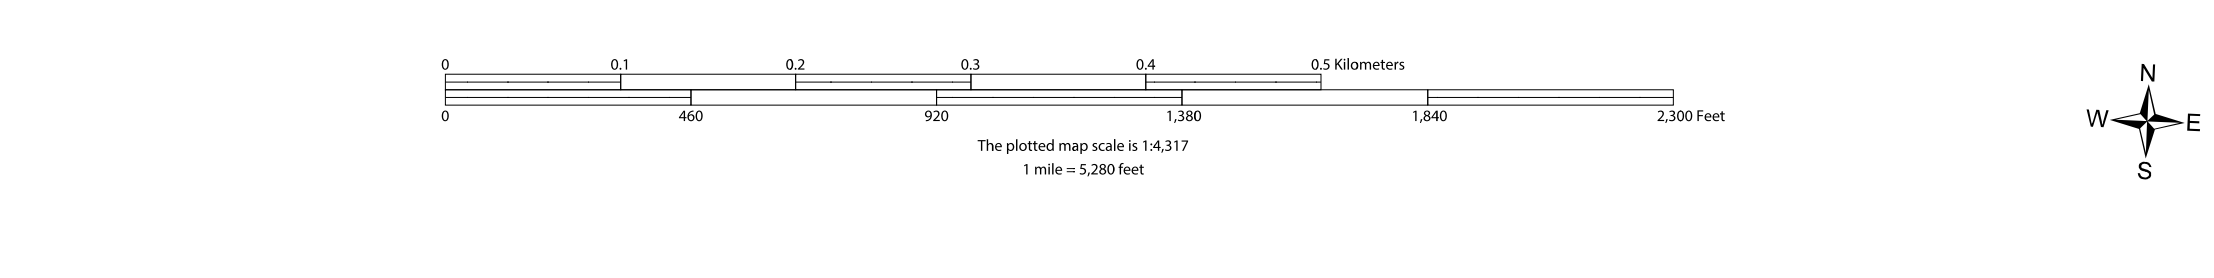 0 0.1 0.2 0.3 0.4 0.5 Kilometers
0 460 920 1,380 1,840 2,300 Feet
The plotted map scale is 1:4,317
1 mile = 5,280 feet
N
W E
S